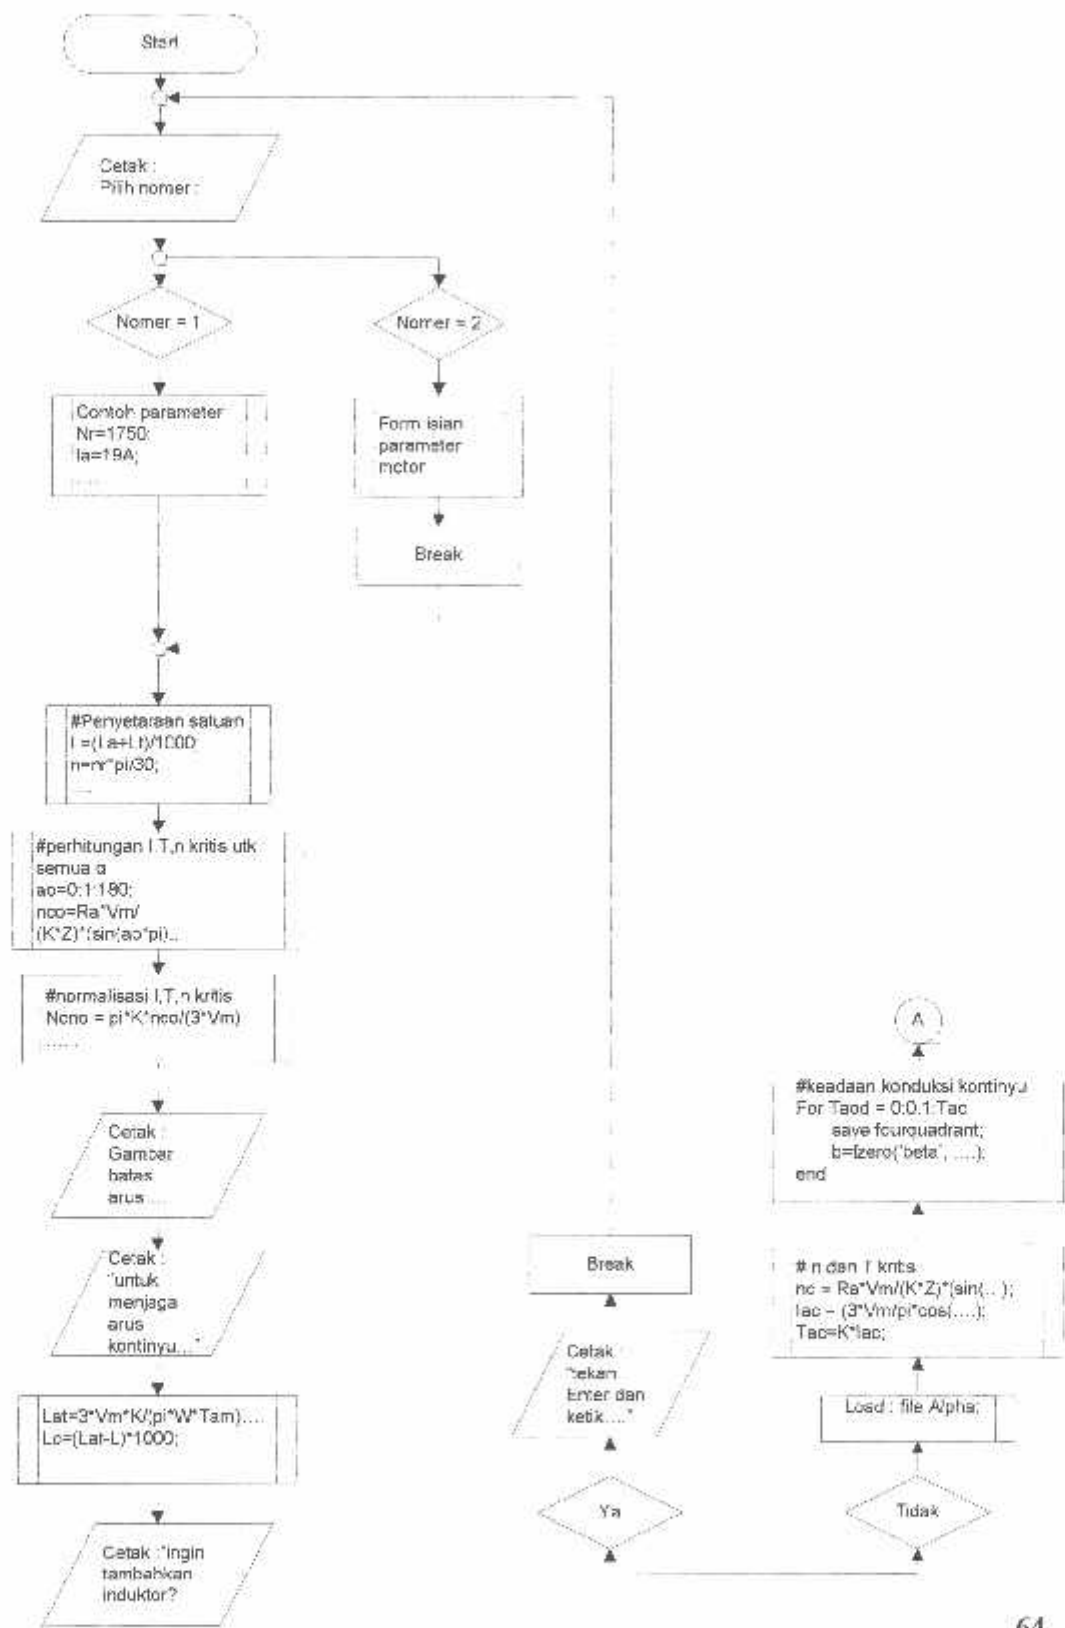 Start
Cetak :
Pilih nomer :
Nomer = 1
Nomer = 2
Contoh parameter
Nr=1750;
Ia=19A;
......
Form isian
parameter
motor
Break
#Penyetaraan satuan
L=(La+Lt)/1000;
n=nr*pi/30;
....
#perhitungan I,T,n kritis utk
semua α
ao=0:1:180;
nco=Ra*Vm/
(K*Z)*(sin(ao*pi)..
#normalisasi I,T,n kritis
Ncno = pi*K*nco/(3*Vm)
......
Cetak :
Gambar
batas
arus ....
Cetak :
"untuk
menjaga
arus
kontinyu...."
Lat=3*Vm*K/(pi*W*Tam)....
Lc=(Lat-L)*1000;
Cetak :"ingin
tambahkan
induktor?
Ya
Cetak :
"tekan
Enter dan
ketik...."
Break
Tidak
Load : file Alpha;
# n dan T kritis
nc = Ra*Vm/(K*Z)*(sin(...);
Iac = (3*Vm/pi*cos(....);
Tac=K*Iac;
#keadaan konduksi kontinyu
For Taod = 0:0.1:Tac
save fourquadrant;
b=fzero('beta', ....);
end
A
64